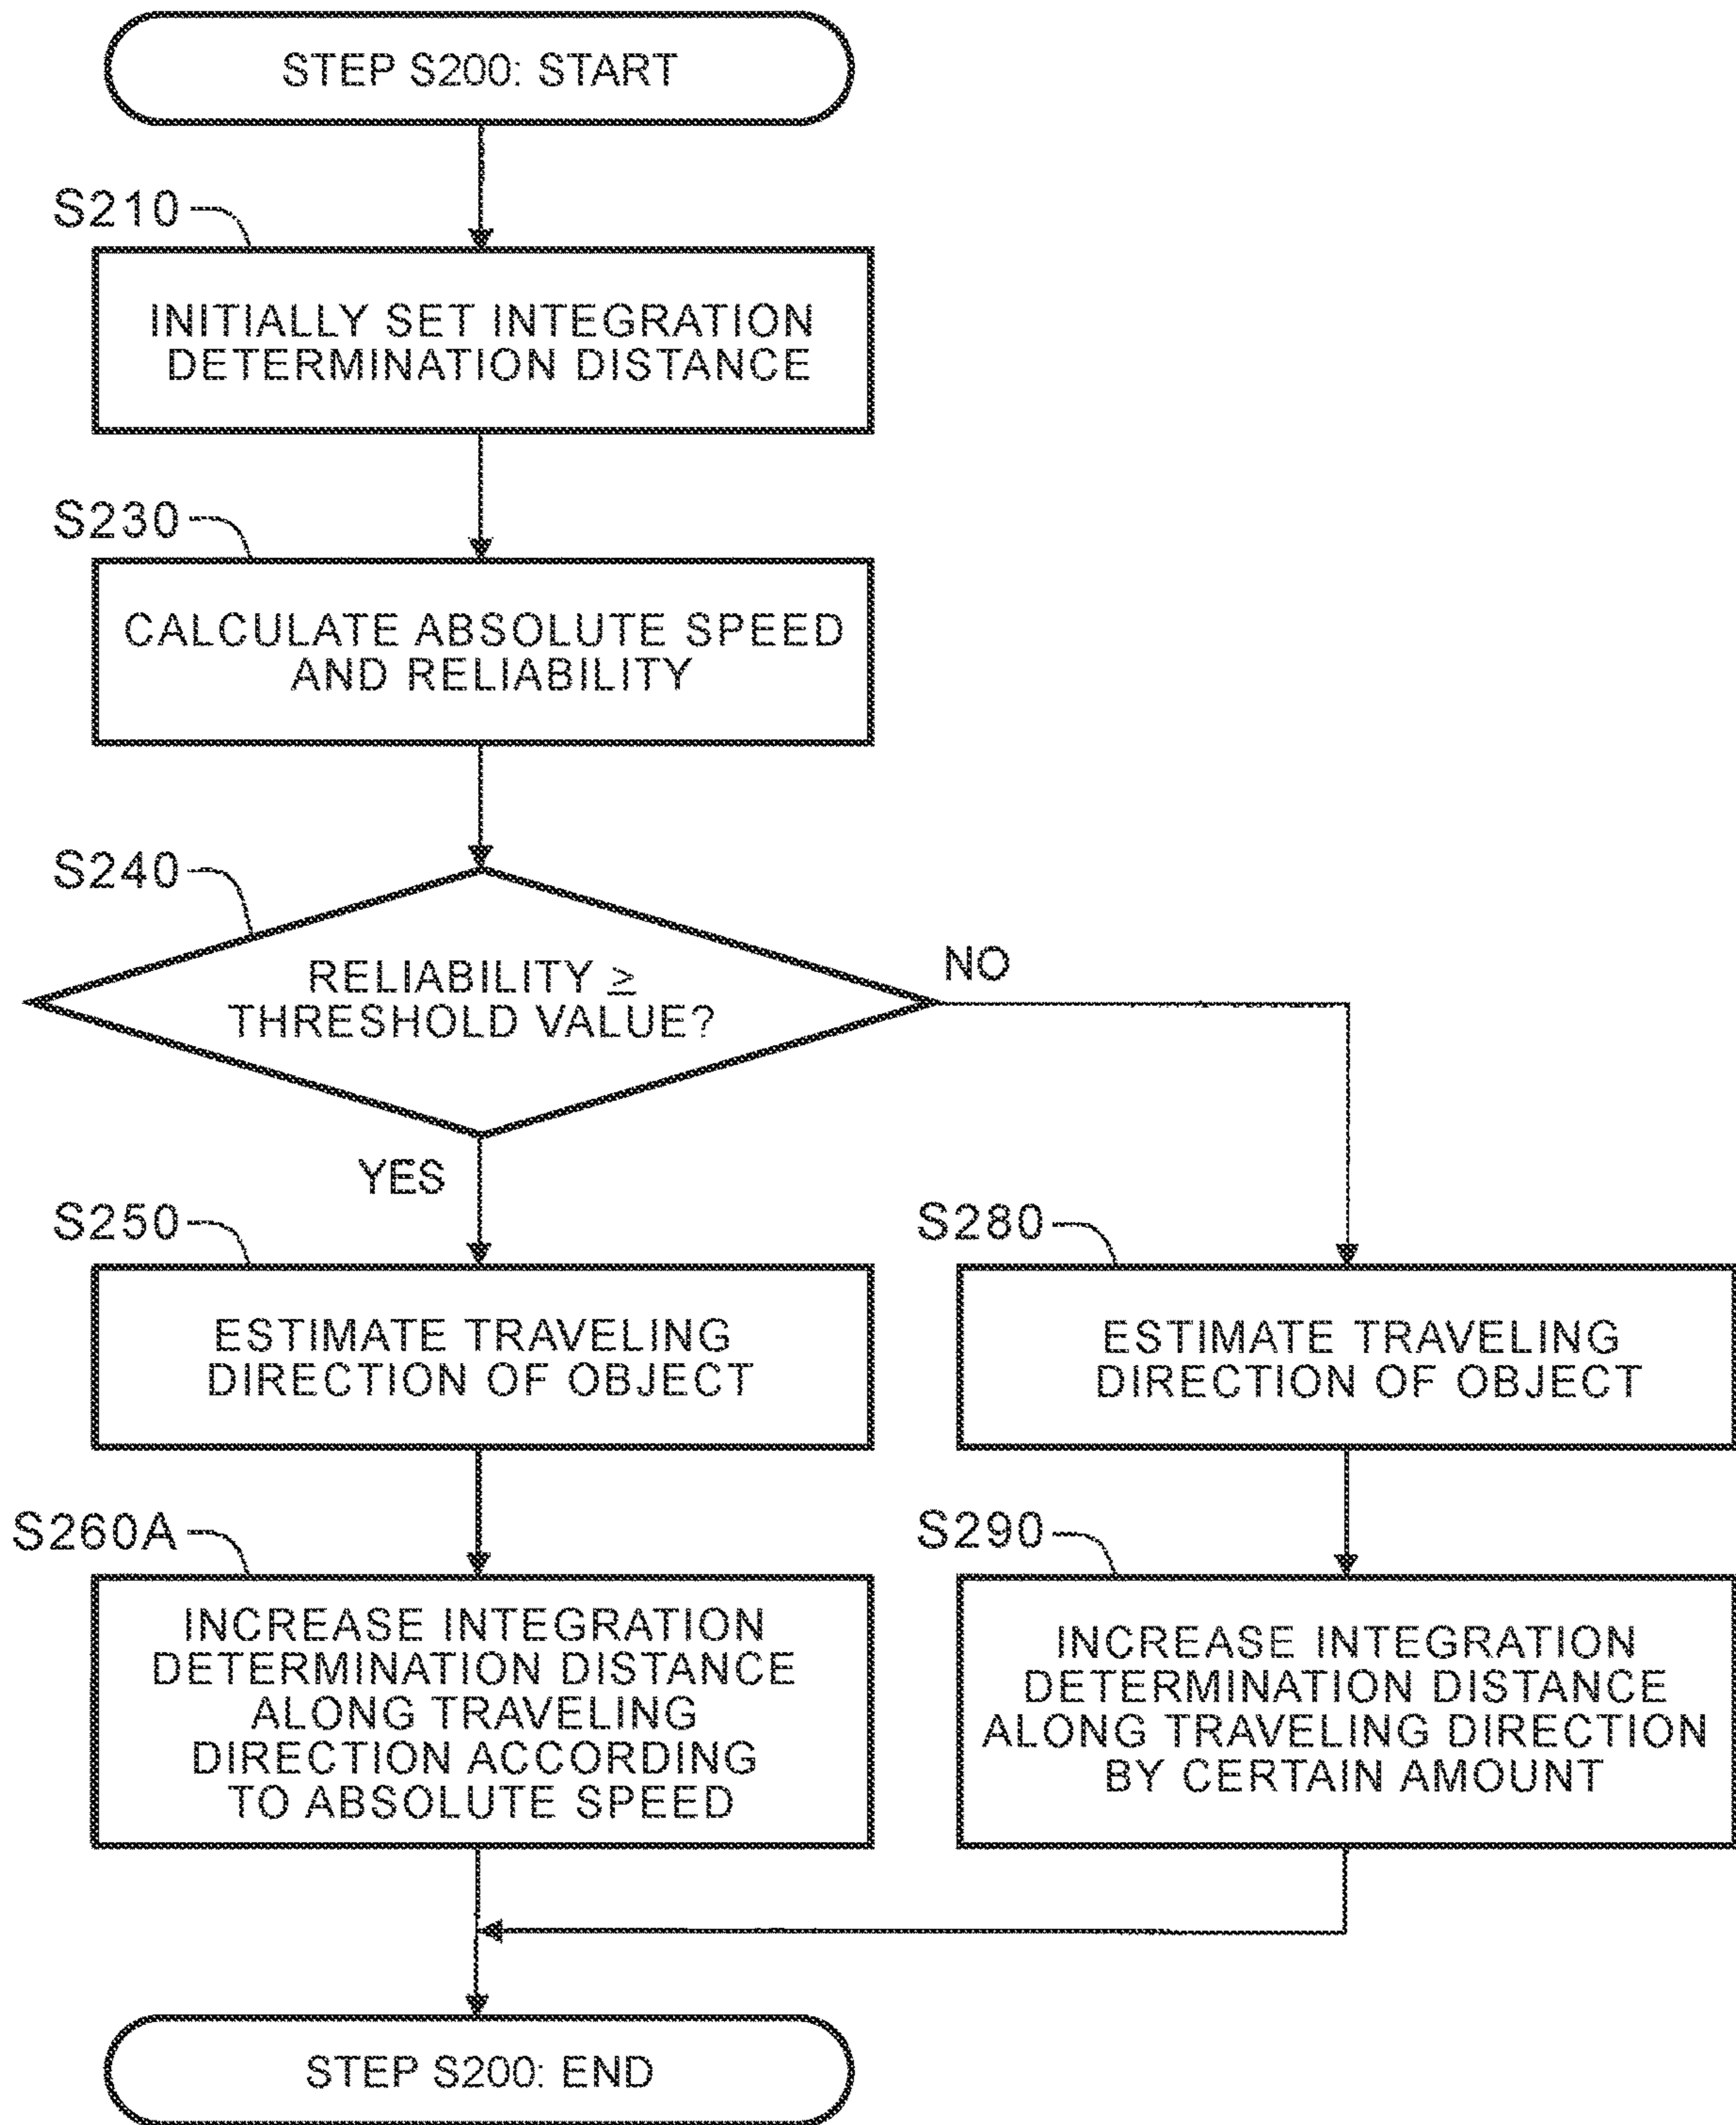 STEP S200: START
S210
INITIALLY SET INTEGRATION
DETERMINATION DISTANCE
S230
CALCULATE ABSOLUTE SPEED
AND RELIABILITY
S240
RELIABILITY ≥
THRESHOLD VALUE?
NO
YES
S250
ESTIMATE TRAVELING
DIRECTION OF OBJECT
S280
ESTIMATE TRAVELING
DIRECTION OF OBJECT
S260A
INCREASE INTEGRATION
DETERMINATION DISTANCE
ALONG TRAVELING
DIRECTION ACCORDING
TO ABSOLUTE SPEED
S290
INCREASE INTEGRATION
DETERMINATION DISTANCE
ALONG TRAVELING DIRECTION
BY CERTAIN AMOUNT
STEP S200: END